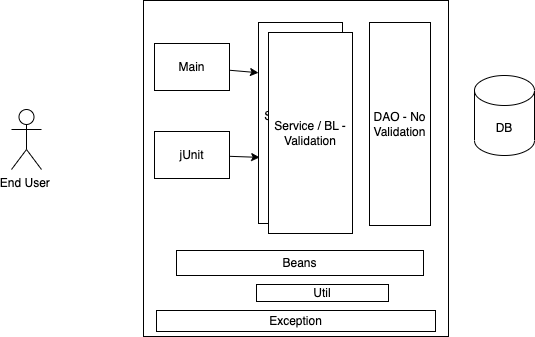 Main
S
Service / BL -
Validation
DAO - No
Validation
DB
jUnit
End User
Beans
Util
Exception